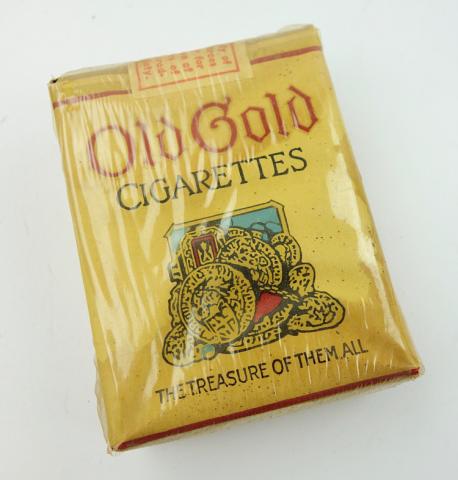 Old Gold
CIGARETTES
THE TREASURE OF THEM ALL